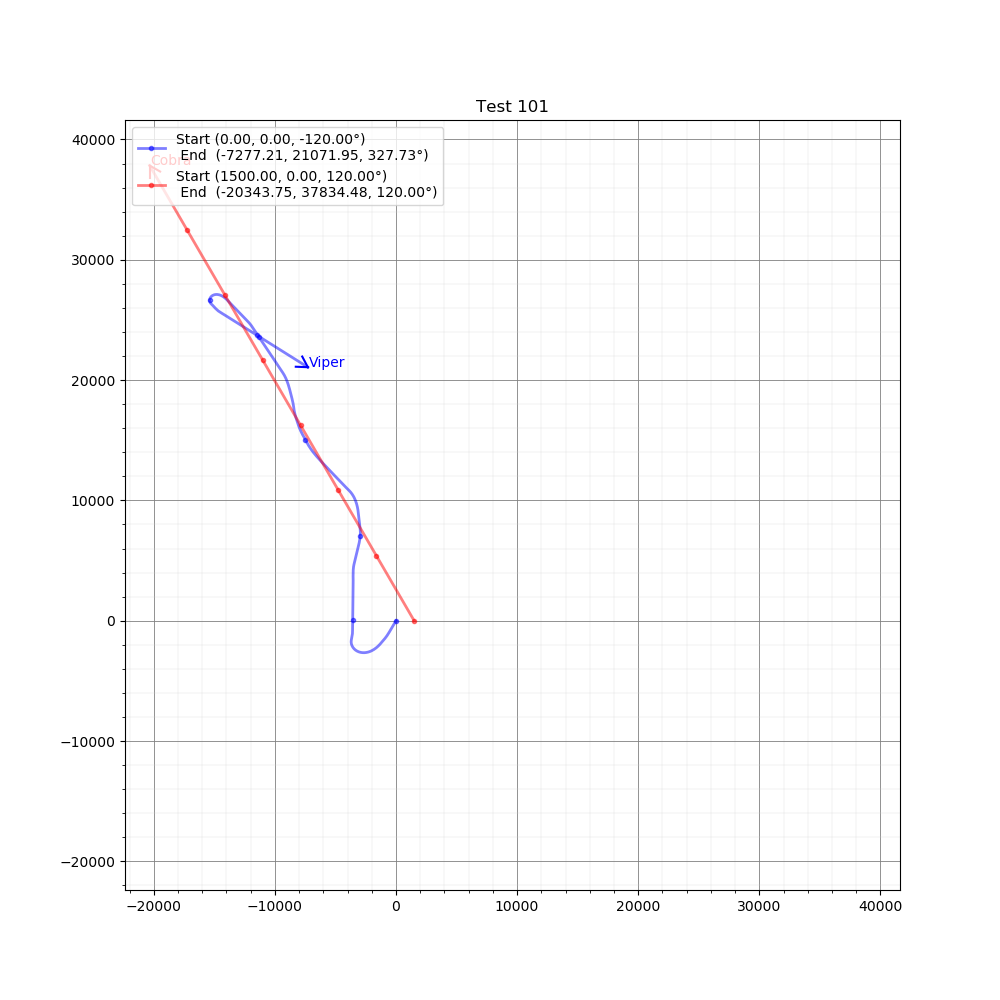 Test 101
40000
30000
20000
10000
0
−10000
−20000
Start (0.00, 0.00, -120.00°)
End (-7277.21, 21071.95, 327.73°)
Cobra
Start (1500.00, 0.00, 120.00°)
End (-20343.75, 37834.48, 120.00°)
Viper
−20000 −10000 0 10000 20000 30000 40000